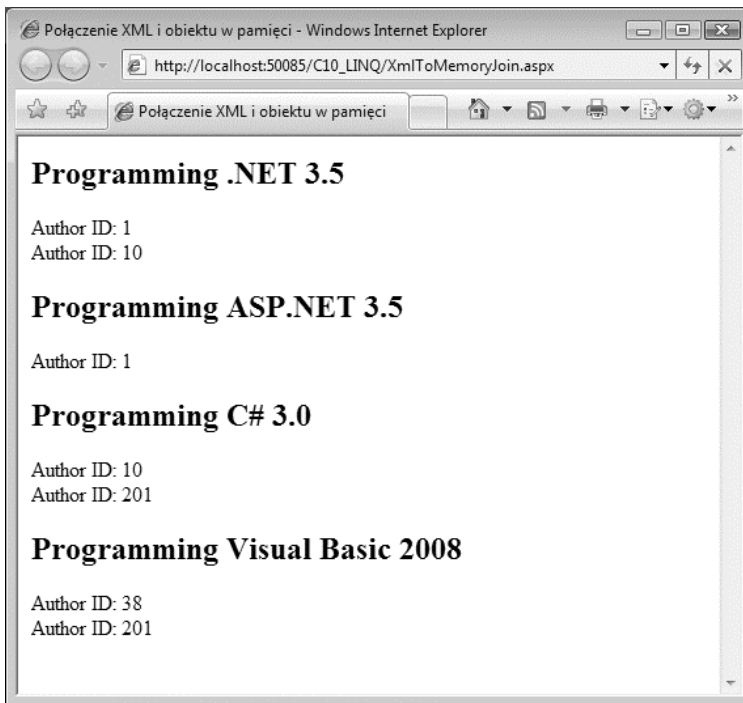 Połączenie XML i obiektu w pamięci - Windows Internet Explorer
http://localhost:50085/C10_LINQ/XmlToMemoryJoin.aspx
Połączenie XML i obiektu w pamięci
Programming .NET 3.5
Author ID: 1
Author ID: 10
Programming ASP.NET 3.5
Author ID: 1
Programming C# 3.0
Author ID: 10
Author ID: 201
Programming Visual Basic 2008
Author ID: 38
Author ID: 201